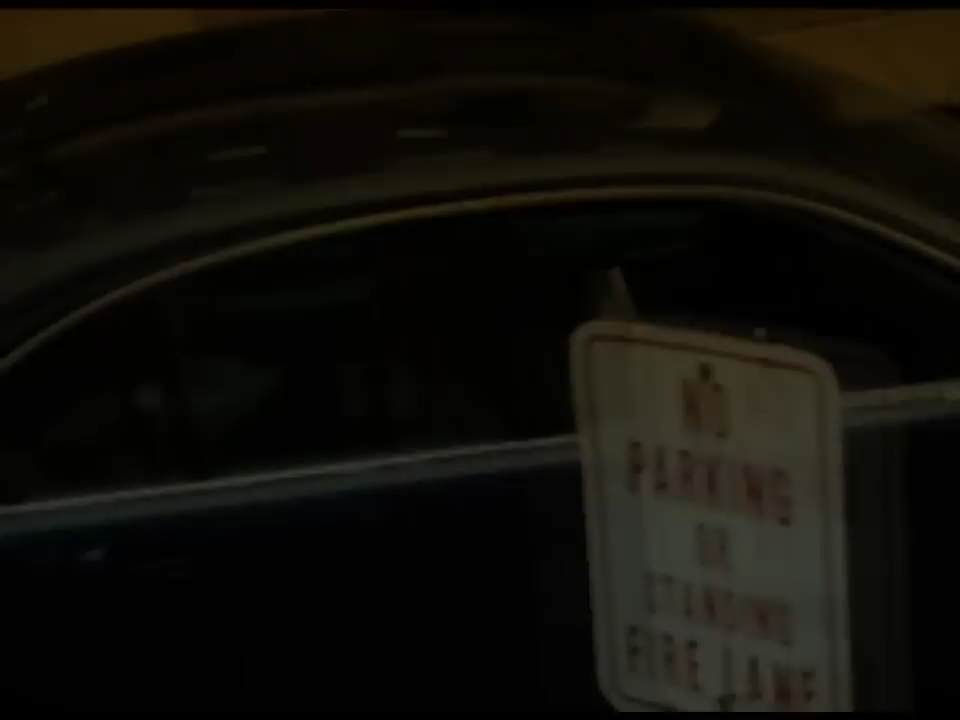 NO
PARKING
OR
STANDING
FIRE LANE